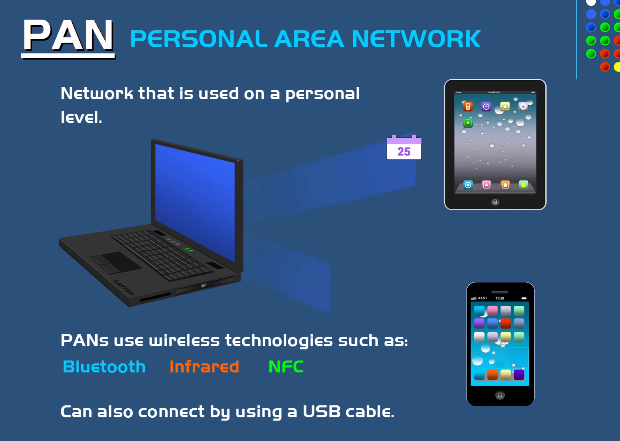 PAN PERSONAL AREA NETWORK
Network that is used on a personal
level.
25
PANs use wireless technologies such as:
Bluetooth Infrared NFC
Can also connect by using a USB cable.